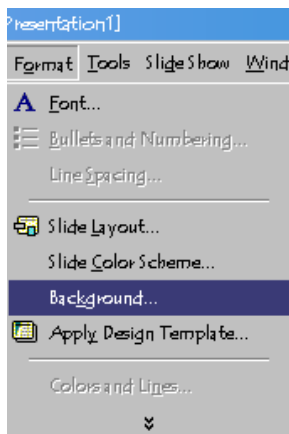 Presentation1]
Format Tools Slide Show Wind
Font...
Bullets and Numbering...
Line Spacing...
Slide Layout...
Slide Color Scheme...
Background...
Apply Design Template...
Colors and Lines...